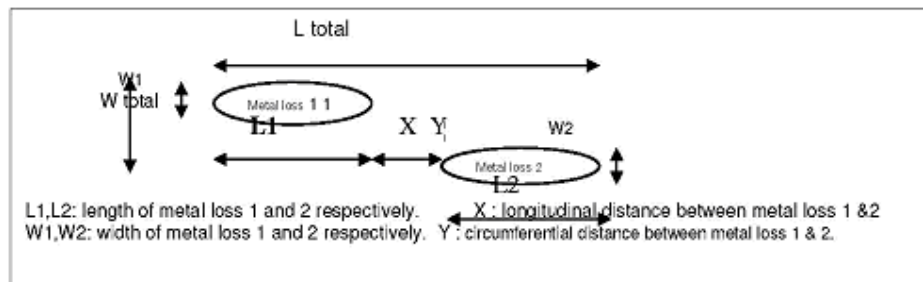 L total
W1
W total
Metal loss 1 1
L1 X Y W2
Metal loss 2
L2
L1,L2: length of metal loss 1 and 2 respectively. X : longitudinal distance between metal loss 1 &2
W1,W2: width of metal loss 1 and 2 respectively. Y : circumferential distance between metal loss 1 & 2.